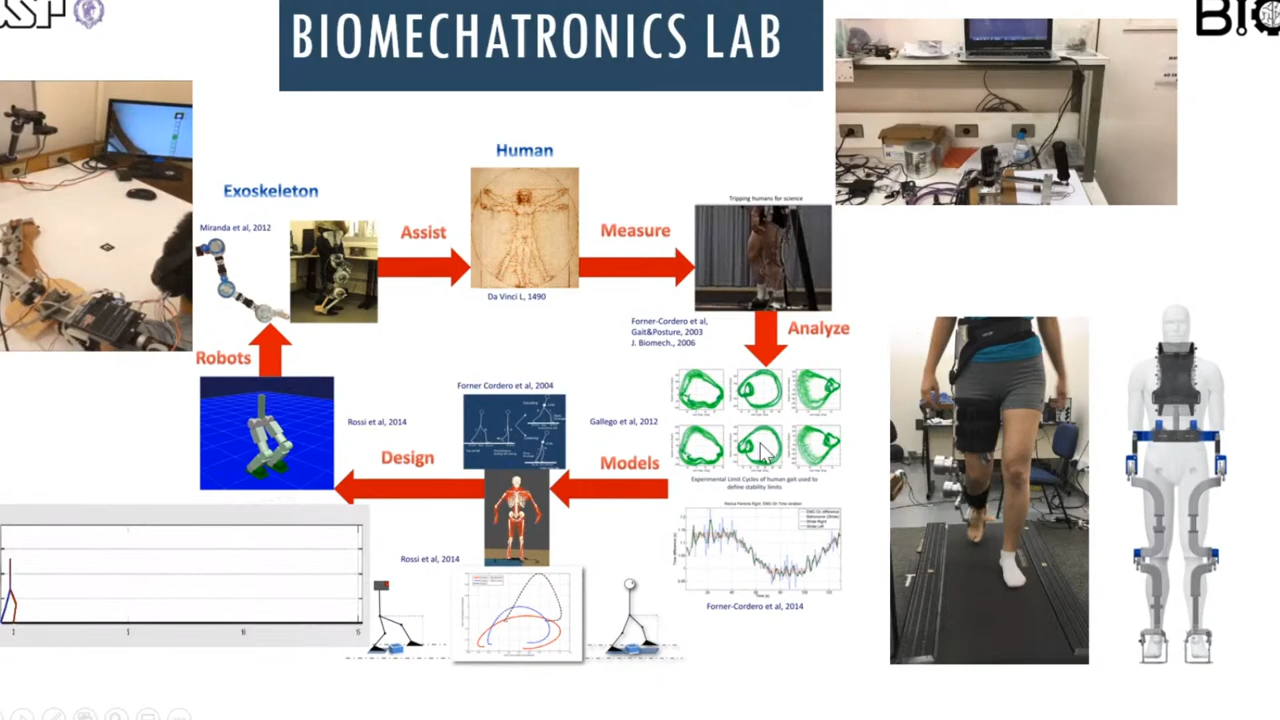 BIOMECHATRONICS LAB
Human
Exoskeleton
Miranda et al, 2012
Assist
Measure
Tripping humans for science
Da Vinci L, 1490
Forner-Cordero et al,
Gait&Posture, 2003
J. Biomech., 2006
Analyze
Robots
Forner Cordero et al, 2004
Rossi et al, 2014
Gallego et al, 2012
Design
Models
Experimental Limit Cycles of human gait used to
define stability limits
Rossi et al, 2014
Forner-Cordero et al, 2014